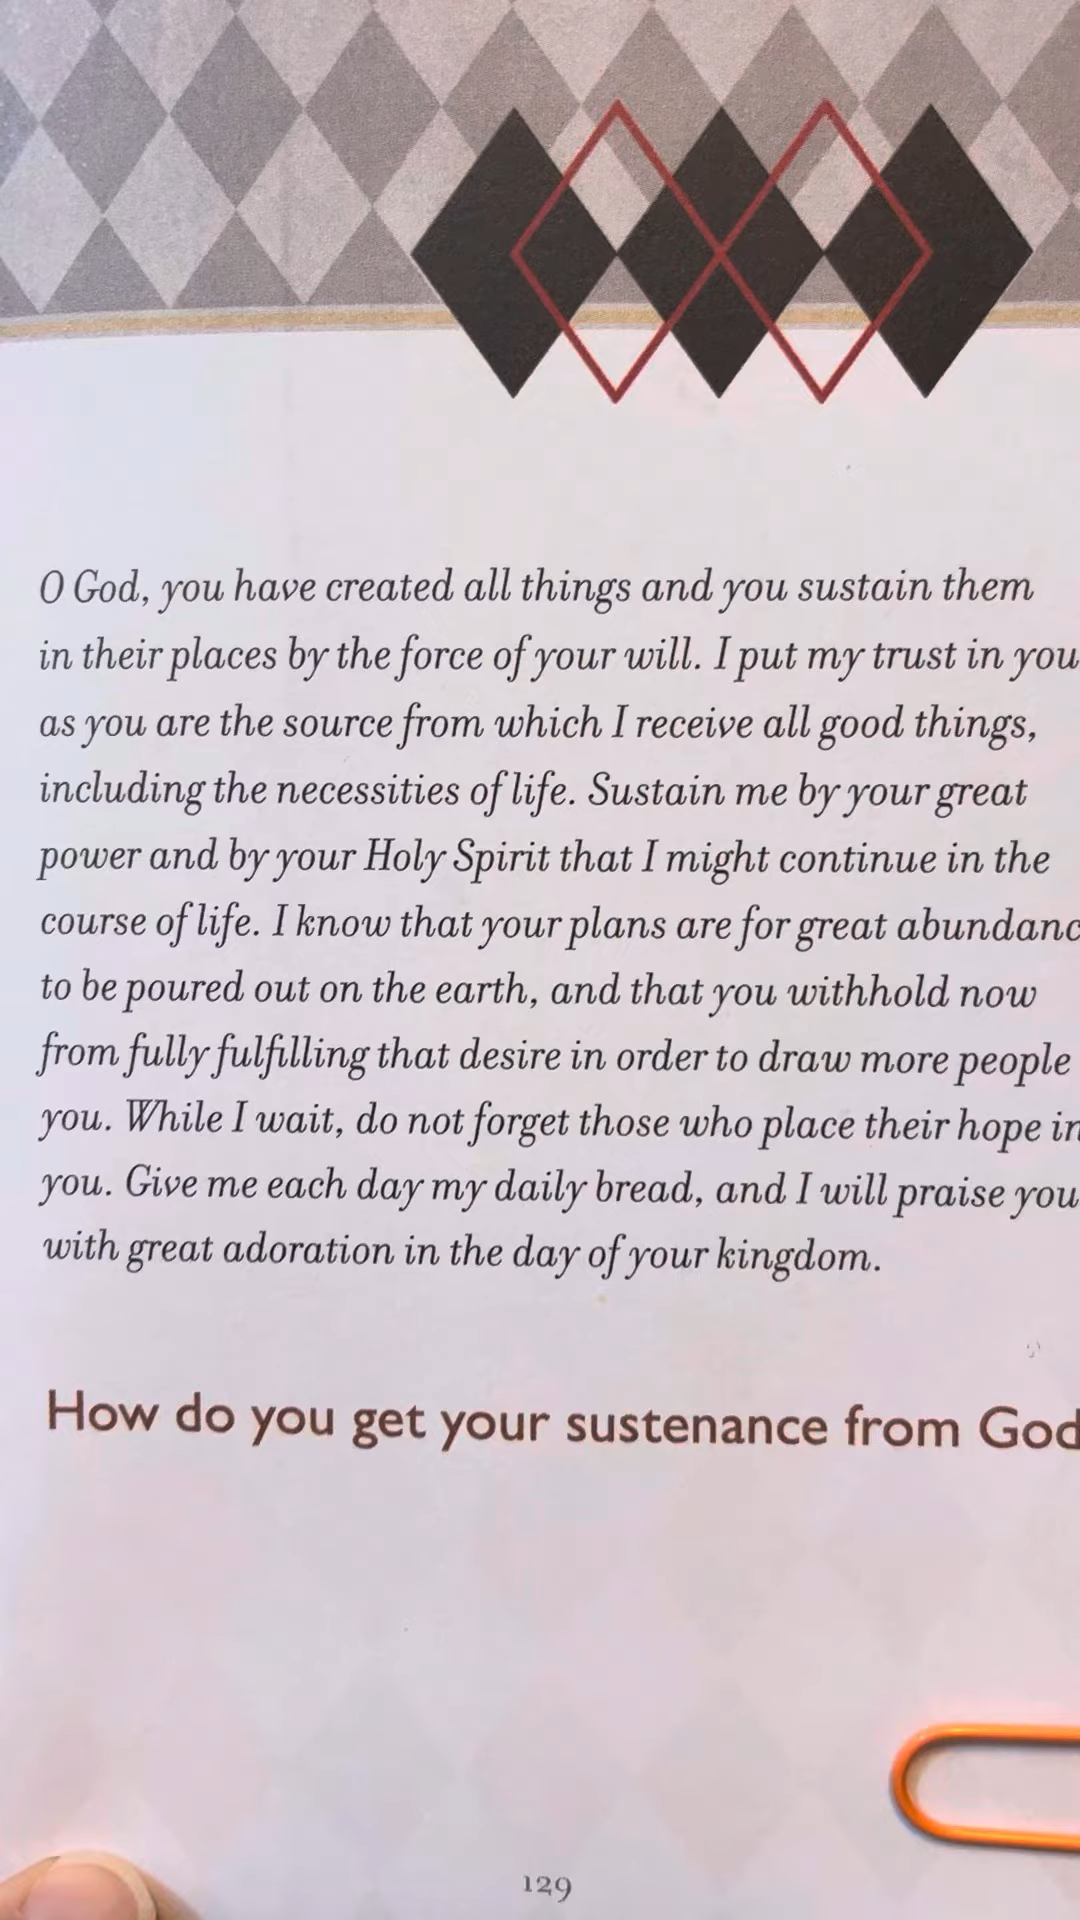 O God, you have created all things and you sustain them
in their places by the force of your will. I put my trust in you
as you are the source from which I receive all good things,
including the necessities of life. Sustain me by your great
power and by your Holy Spirit that I might continue in the
course of life. I know that your plans are for great abundanc
to be poured out on the earth, and that you withhold now
from fully fulfilling that desire in order to draw more people
you. While I wait, do not forget those who place their hope in
you. Give me each day my daily bread, and I will praise you
with great adoration in the day of your kingdom.
How do you get your sustenance from God
129